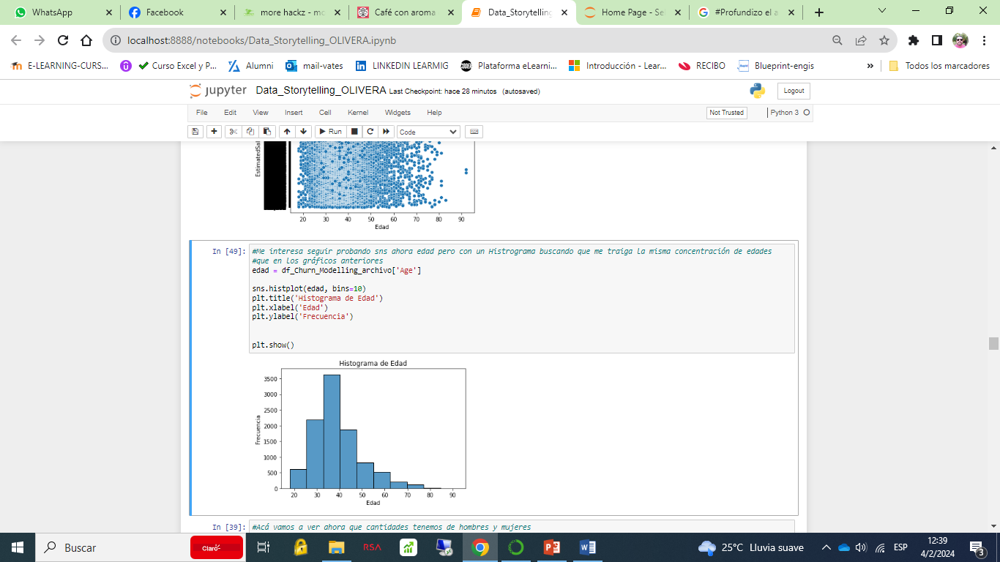 WhatsApp
Facebook
more hackz - mo
Café con aroma
Data_Storytelling
Home Page - Se
#Profundizo el a
localhost:8888/notebooks/Data_Storytelling_OLIVERA.ipynb
E-LEARNING-CURS...
Curso Excel y P...
Alumni
mail-vates
LINKEDIN LEARMIG
Plataforma eLearni...
Introducción - Lear...
RECIBO
Blueprint-engis
»
Todos los marcadores
jupyter Data_Storytelling_OLIVERA Last Checkpoint: hace 28 minutos (autosaved)
Logout
File Edit View Insert Cell Kernel Widgets Help
Not Trusted
Python 3
Run
Code
EstimatedSal
20 30 40 50 60 70 80 90
Edad
In [49]:
#Me interesa seguir probando sns ahora edad pero con un Histrograma buscando que me traiga la misma concentración de edades
#que en los gráficos anteriores
edad = df_Churn_Modelling_archivo['Age']
sns.histplot(edad, bins=10)
plt.title('Histograma de Edad')
plt.xlabel('Edad')
plt.ylabel('Frecuencia')
plt.show()
Histograma de Edad
3500
3000
2500
2000
1500
1000
500
0
Frecuencia
20 30 40 50 60 70 80 90
Edad
In [39]:
#Acá vamos a ver ahora que cantidades tenemos de hombres y mujeres
Buscar
Claro
RSA
25°C Lluvia suave
ESP
12:39
4/2/2024
3